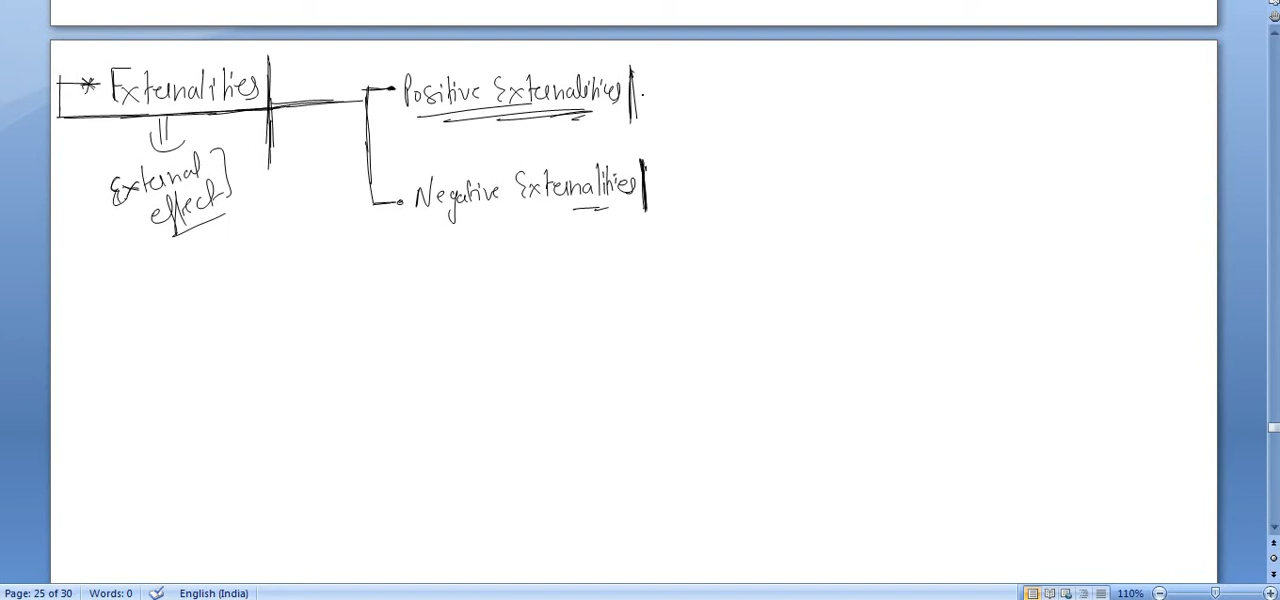 * Externalities
External
effect
Positive Externalities
Negative Externalities
Page: 25 of 30 Words: 0 English (India) 110%